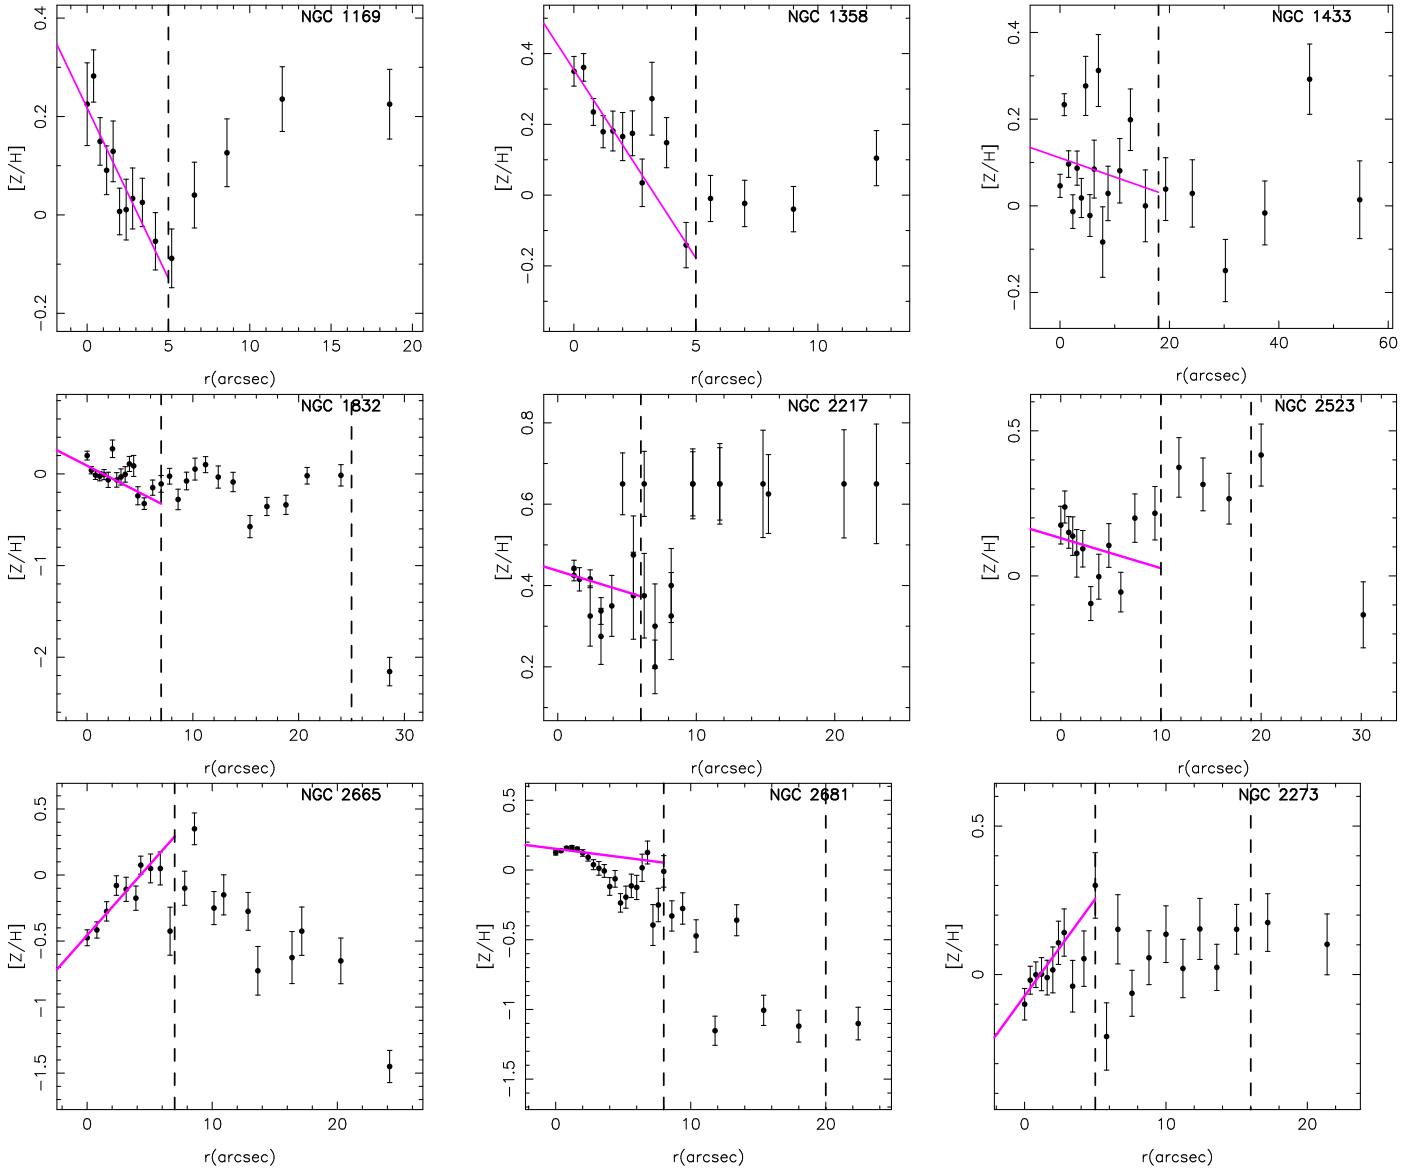 NGC 1169
[Z/H]
0.4
0.2
0
−0.2
0 5 10 15 20
r(arcsec)
NGC 1358
[Z/H]
0.4
0.2
0
−0.2
0 5 10
r(arcsec)
NGC 1433
[Z/H]
0.4
0.2
0
−0.2
0 20 40 60
r(arcsec)
NGC 1832
[Z/H]
0
−1
−2
0 10 20 30
r(arcsec)
NGC 2217
[Z/H]
0.8
0.6
0.4
0.2
0 10 20
r(arcsec)
NGC 2523
[Z/H]
0.5
0
0 10 20 30
r(arcsec)
NGC 2665
[Z/H]
0.5
0
−0.5
−1
−1.5
0 10 20
r(arcsec)
NGC 2681
[Z/H]
0.5
0
−0.5
−1
−1.5
0 10 20
r(arcsec)
NGC 2273
[Z/H]
0.5
0
0 10 20
r(arcsec)